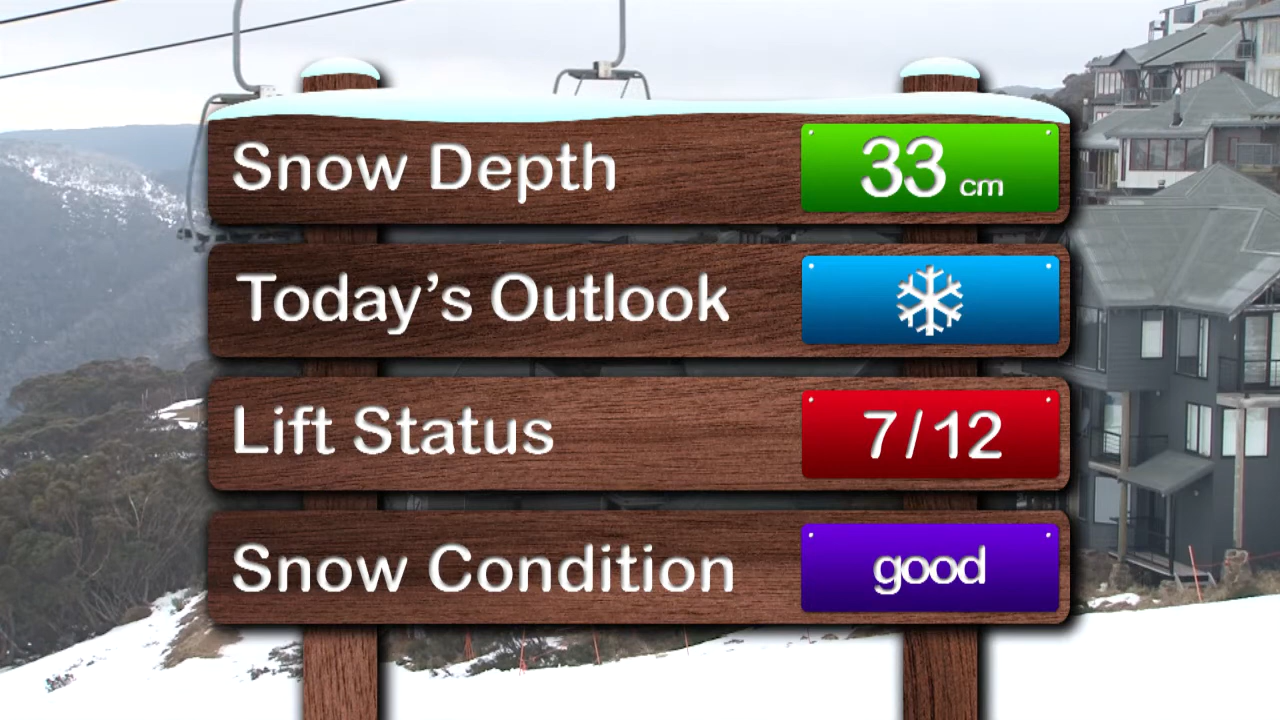 Snow Depth 33 cm
Today’s Outlook
Lift Status 7/12
Snow Condition good